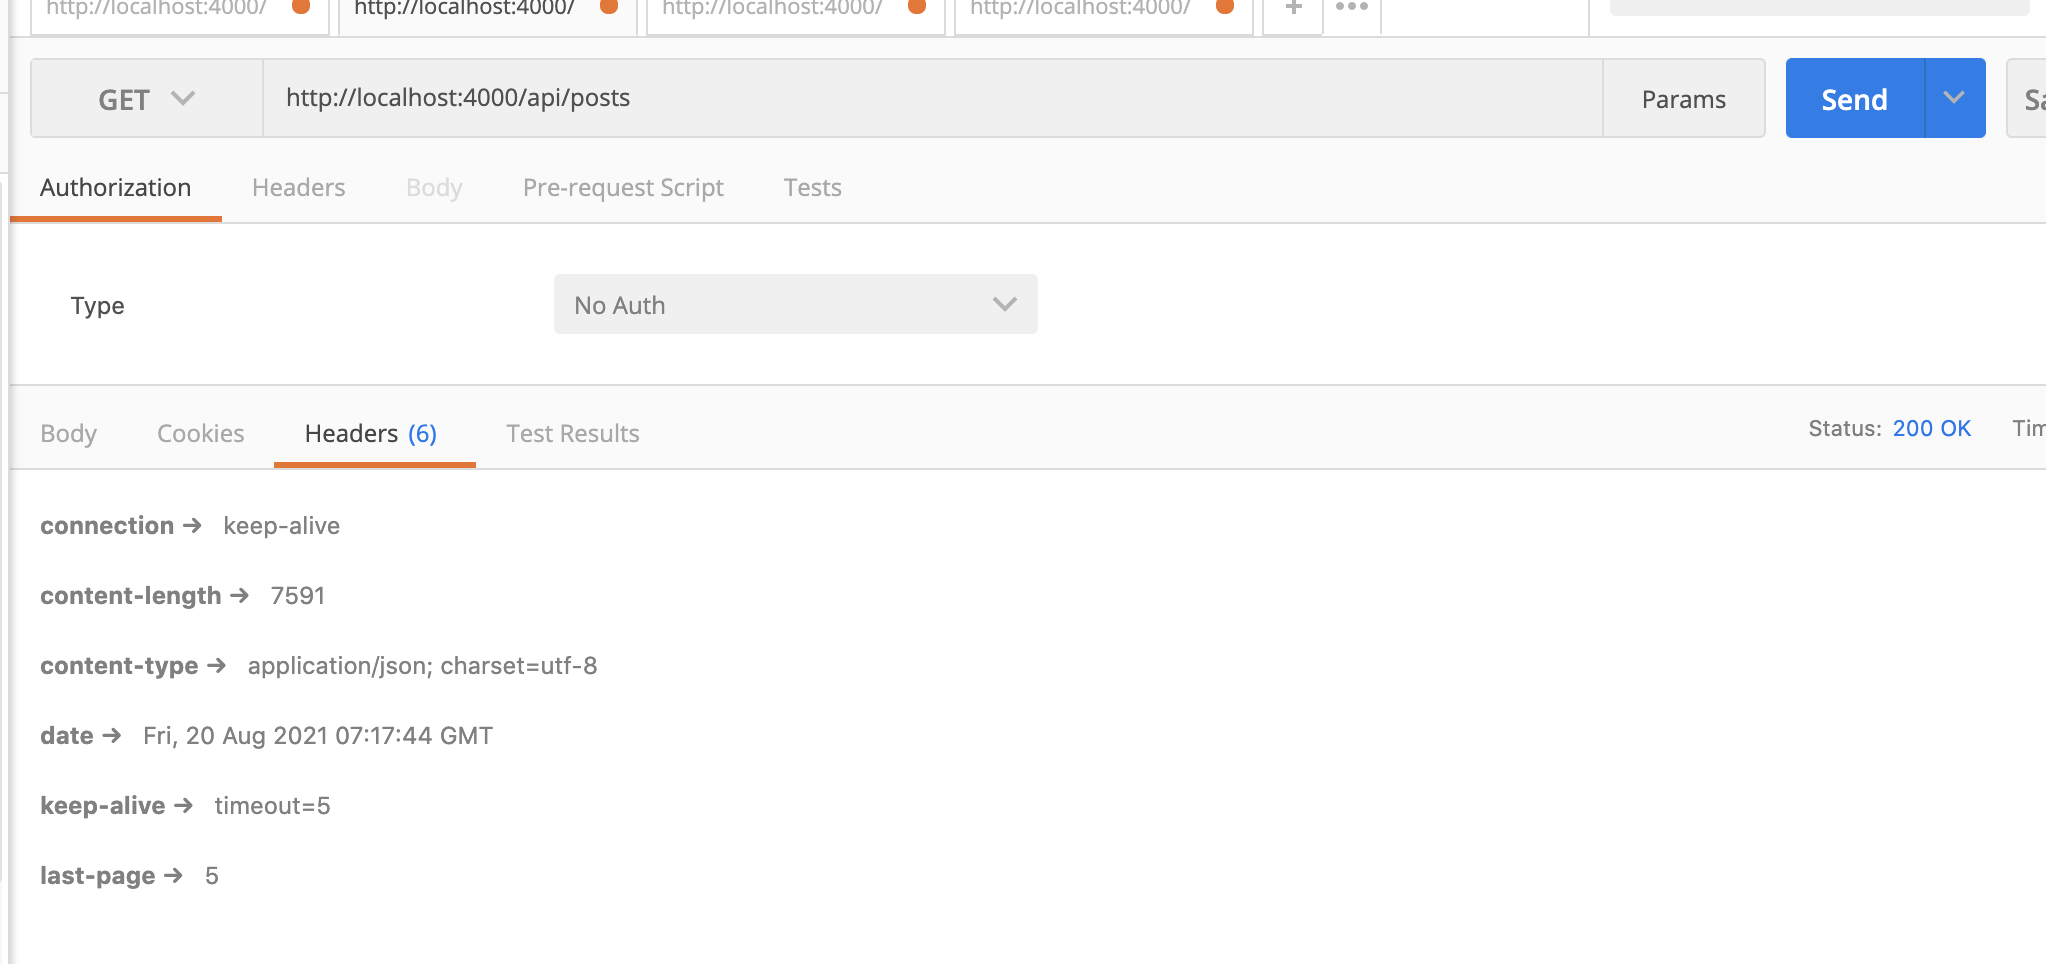 http://localhost:4000/ http://localhost:4000/ http://localhost:4000/ http://localhost:4000/ + •••
GET http://localhost:4000/api/posts Params Send Sa
Authorization Headers Body Pre-request Script Tests
Type No Auth
Body Cookies Headers (6) Test Results Status: 200 OK Tim
connection → keep-alive
content-length → 7591
content-type → application/json; charset=utf-8
date → Fri, 20 Aug 2021 07:17:44 GMT
keep-alive → timeout=5
last-page → 5